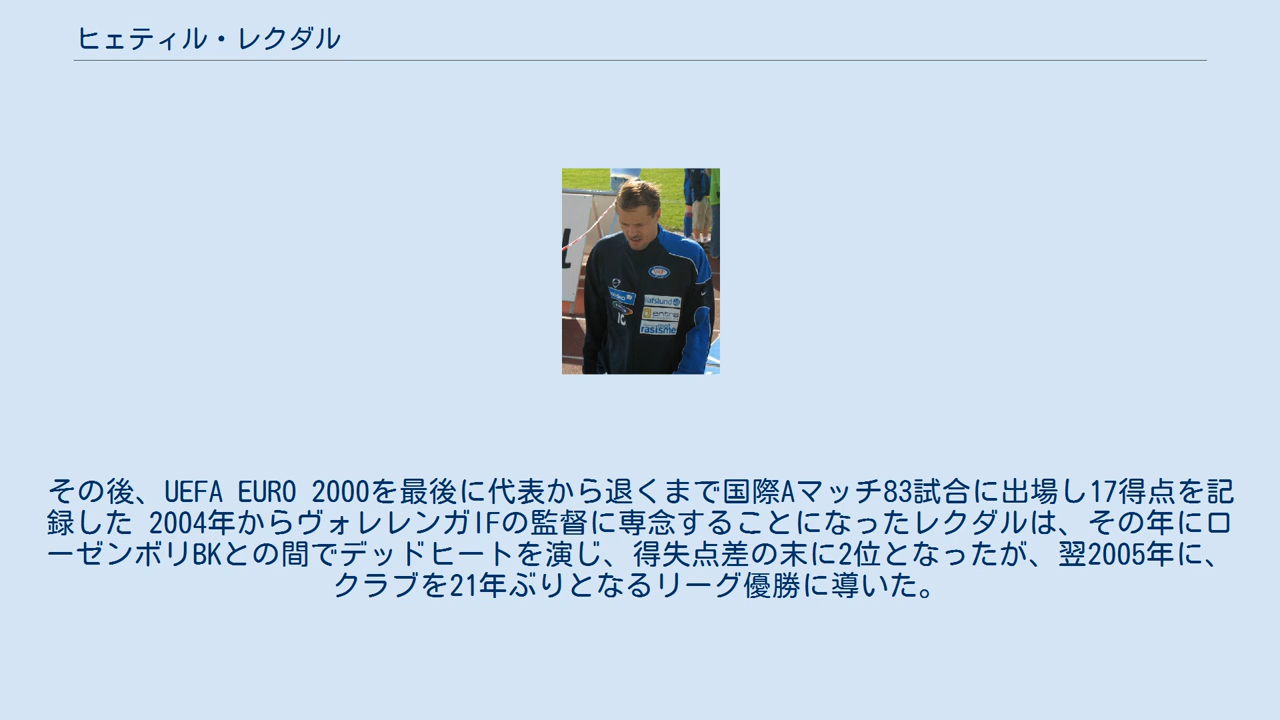 ヒェティル・レクダル
hafslund
entra
rasisme
その後、UEFA EURO 2000を最後に代表から退くまで国際Aマッチ83試合に出場し17得点を記
録した 2004年からヴォレレンガIFの監督に専念することになったレクダルは、その年にロ
ーゼンボリBKとの間でデッドヒートを演じ、得失点差の末に2位となったが、翌2005年に、
クラブを21年ぶりとなるリーグ優勝に導いた。